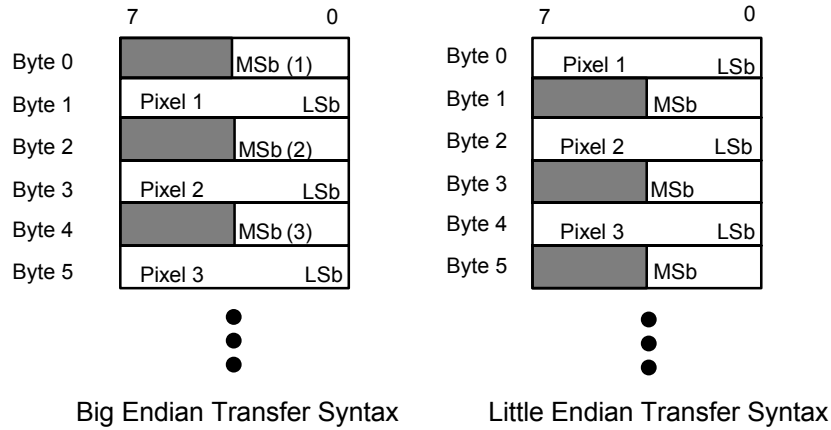 7 0
Byte 0 MSb (1)
Byte 1 Pixel 1 LSb
Byte 2 MSb (2)
Byte 3 Pixel 2 LSb
Byte 4 MSb (3)
Byte 5 Pixel 3 LSb
Big Endian Transfer Syntax
7 0
Byte 0 Pixel 1 LSb
Byte 1 MSb
Byte 2 Pixel 2 LSb
Byte 3 MSb
Byte 4 Pixel 3 LSb
Byte 5 MSb
Little Endian Transfer Syntax